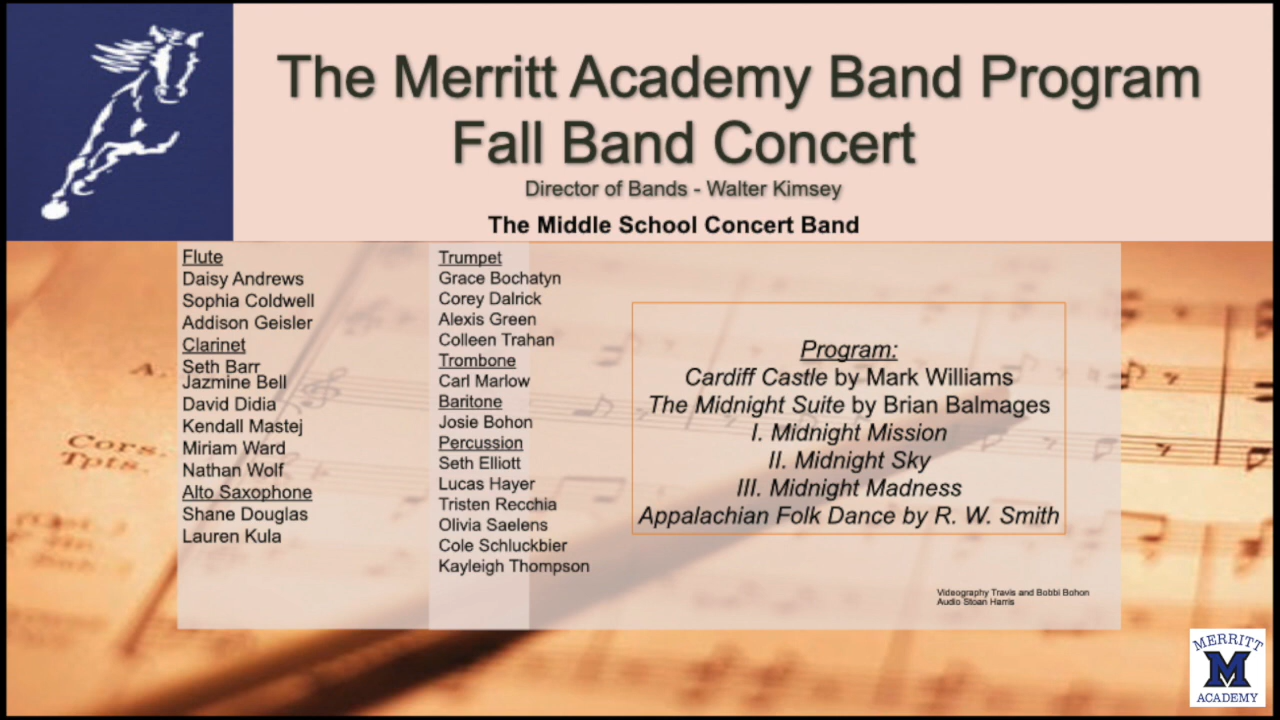 The Merritt Academy Band Program
Fall Band Concert
Director of Bands - Walter Kimsey
The Middle School Concert Band
Flute
Daisy Andrews
Sophia Coldwell
Addison Geisler
Clarinet
Seth Barr
Jazmine Bell
David Didia
Kendall Mastej
Miriam Ward
Nathan Wolf
Alto Saxophone
Shane Douglas
Lauren Kula
Trumpet
Grace Bochatyn
Corey Dalrick
Alexis Green
Colleen Trahan
Trombone
Carl Marlow
Baritone
Josie Bohon
Percussion
Seth Elliott
Lucas Hayer
Tristen Recchia
Olivia Saelens
Cole Schluckbier
Kayleigh Thompson
Program:
Cardiff Castle by Mark Williams
The Midnight Suite by Brian Balmages
I. Midnight Mission
II. Midnight Sky
III. Midnight Madness
Appalachian Folk Dance by R. W. Smith
Videography Travis and Bobbi Bohon
Audio Sloan Harris
A.
Cors.
Tpts.
MERRITT
M
ACADEMY